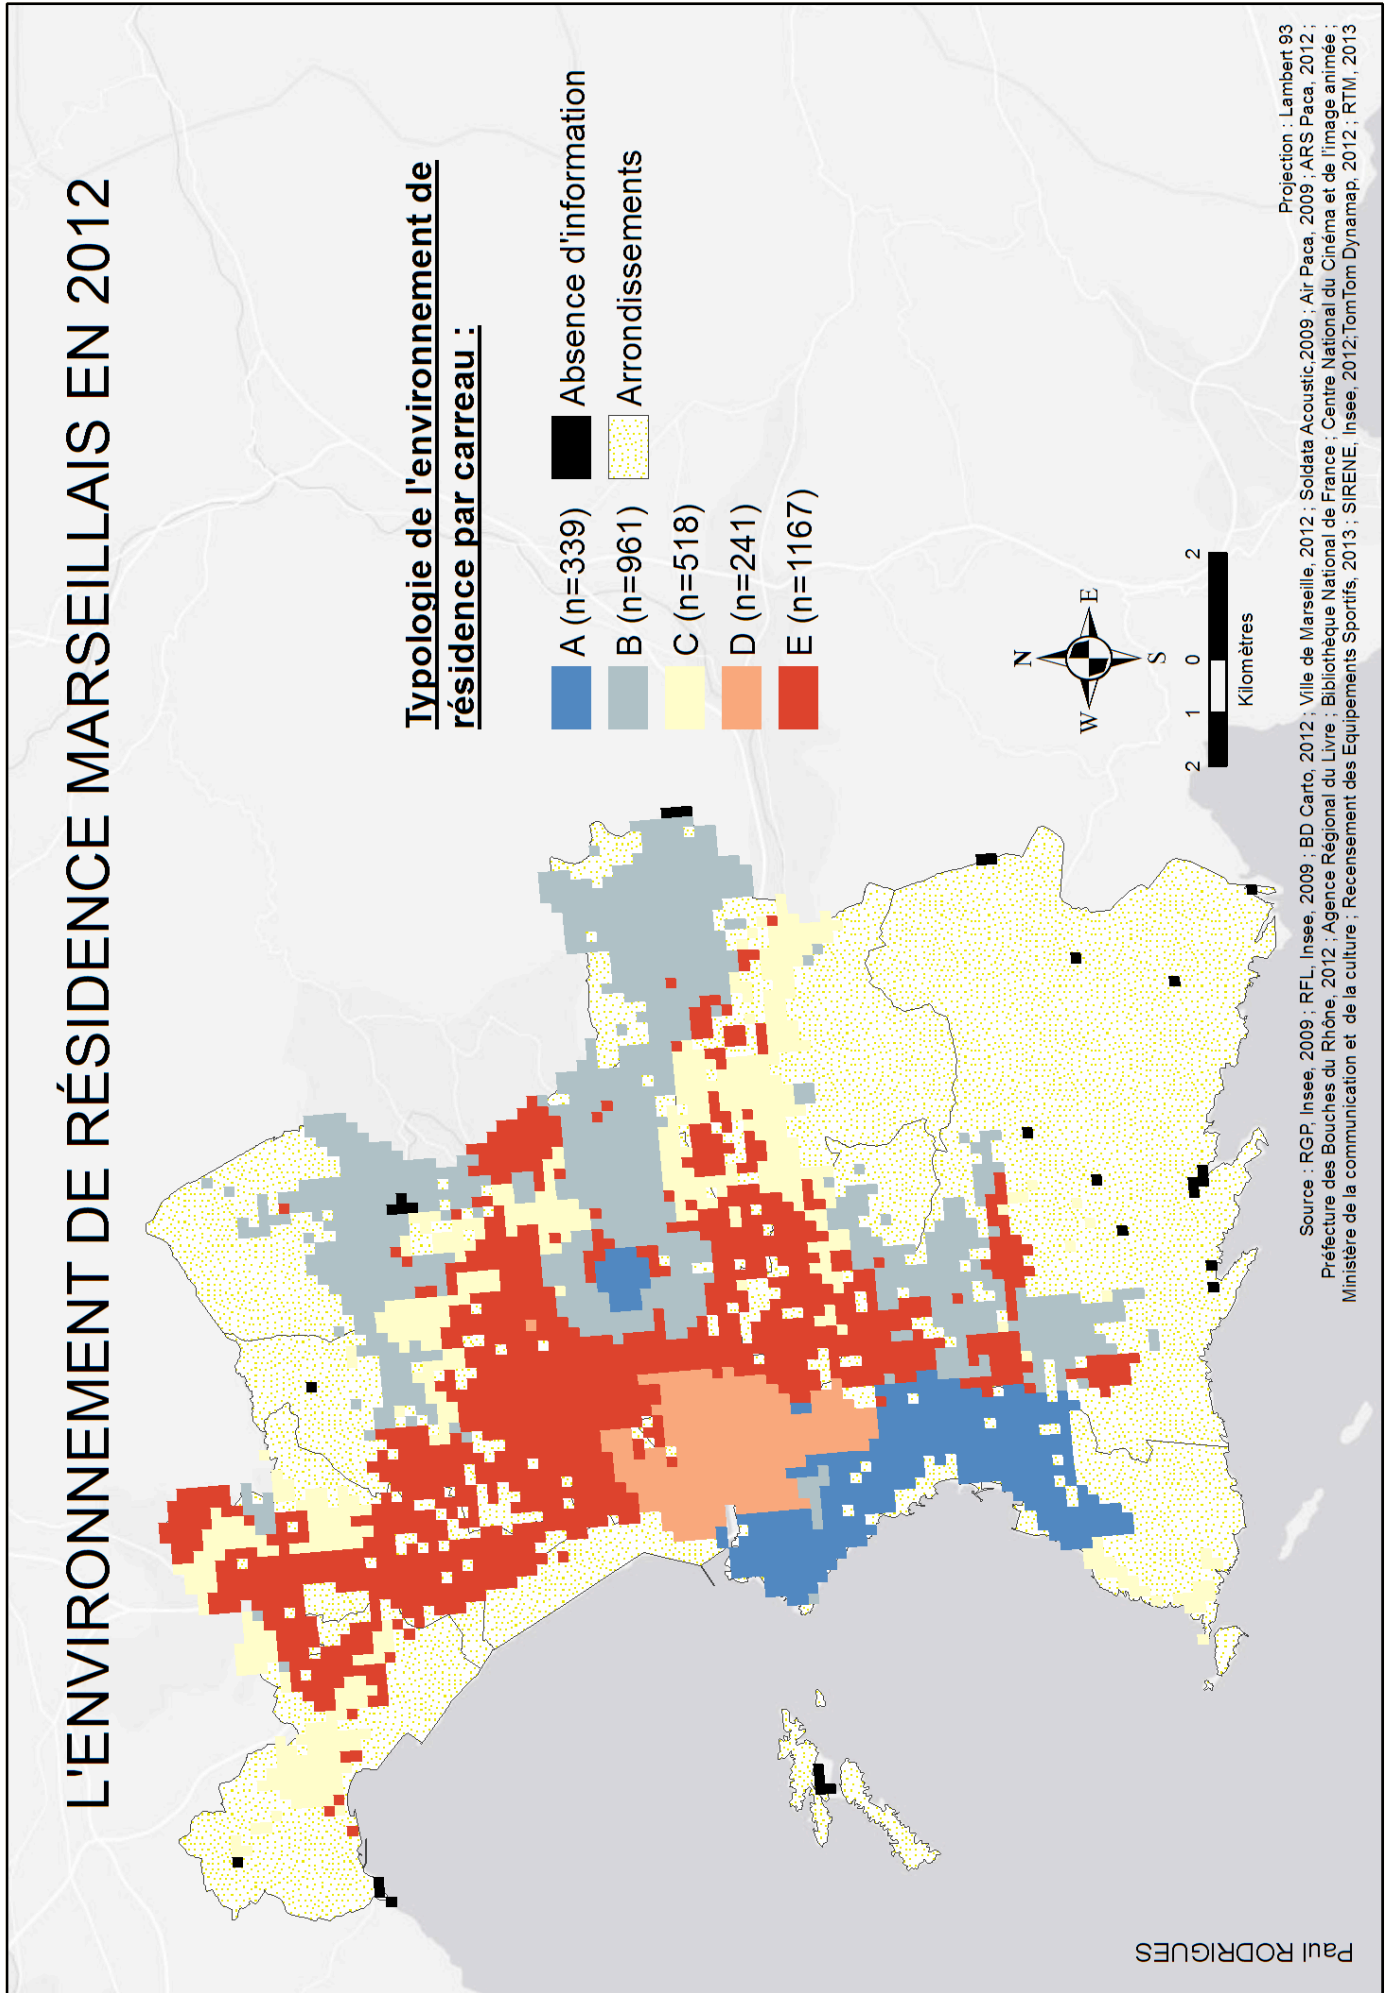 L'ENVIRONNEMENT DE RÉSIDENCE MARSEILLAIS EN 2012
Typologie de l'environnement de
résidence par carreau :
A (n=339)
B (n=961)
C (n=518)
D (n=241)
E (n=1167)
Absence d'information
Arrondissements
N
W
E
S
2 1 0 2
Kilomètres
Projection : Lambert 93
Source : RGP, Insee, 2009 ; RFL, Insee, 2009 ; BD Carto, 2012 ; Ville de Marseille, 2012 ; Soldata Acoustic,2009 ; Air Paca, 2009 ; ARS Paca, 2012 ;
Préfecture des Bouches du Rhône, 2012 ; Agence Régional du Livre ; Bibliothèque National de France ; Centre National du Cinéma et de l'image animée ;
Ministère de la communication et de la culture ; Recensement des Equipements Sportifs, 2013 ; SIRENE, Insee, 2012;TomTom Dynamap, 2012 ; RTM, 2013
Paul RODRIGUES